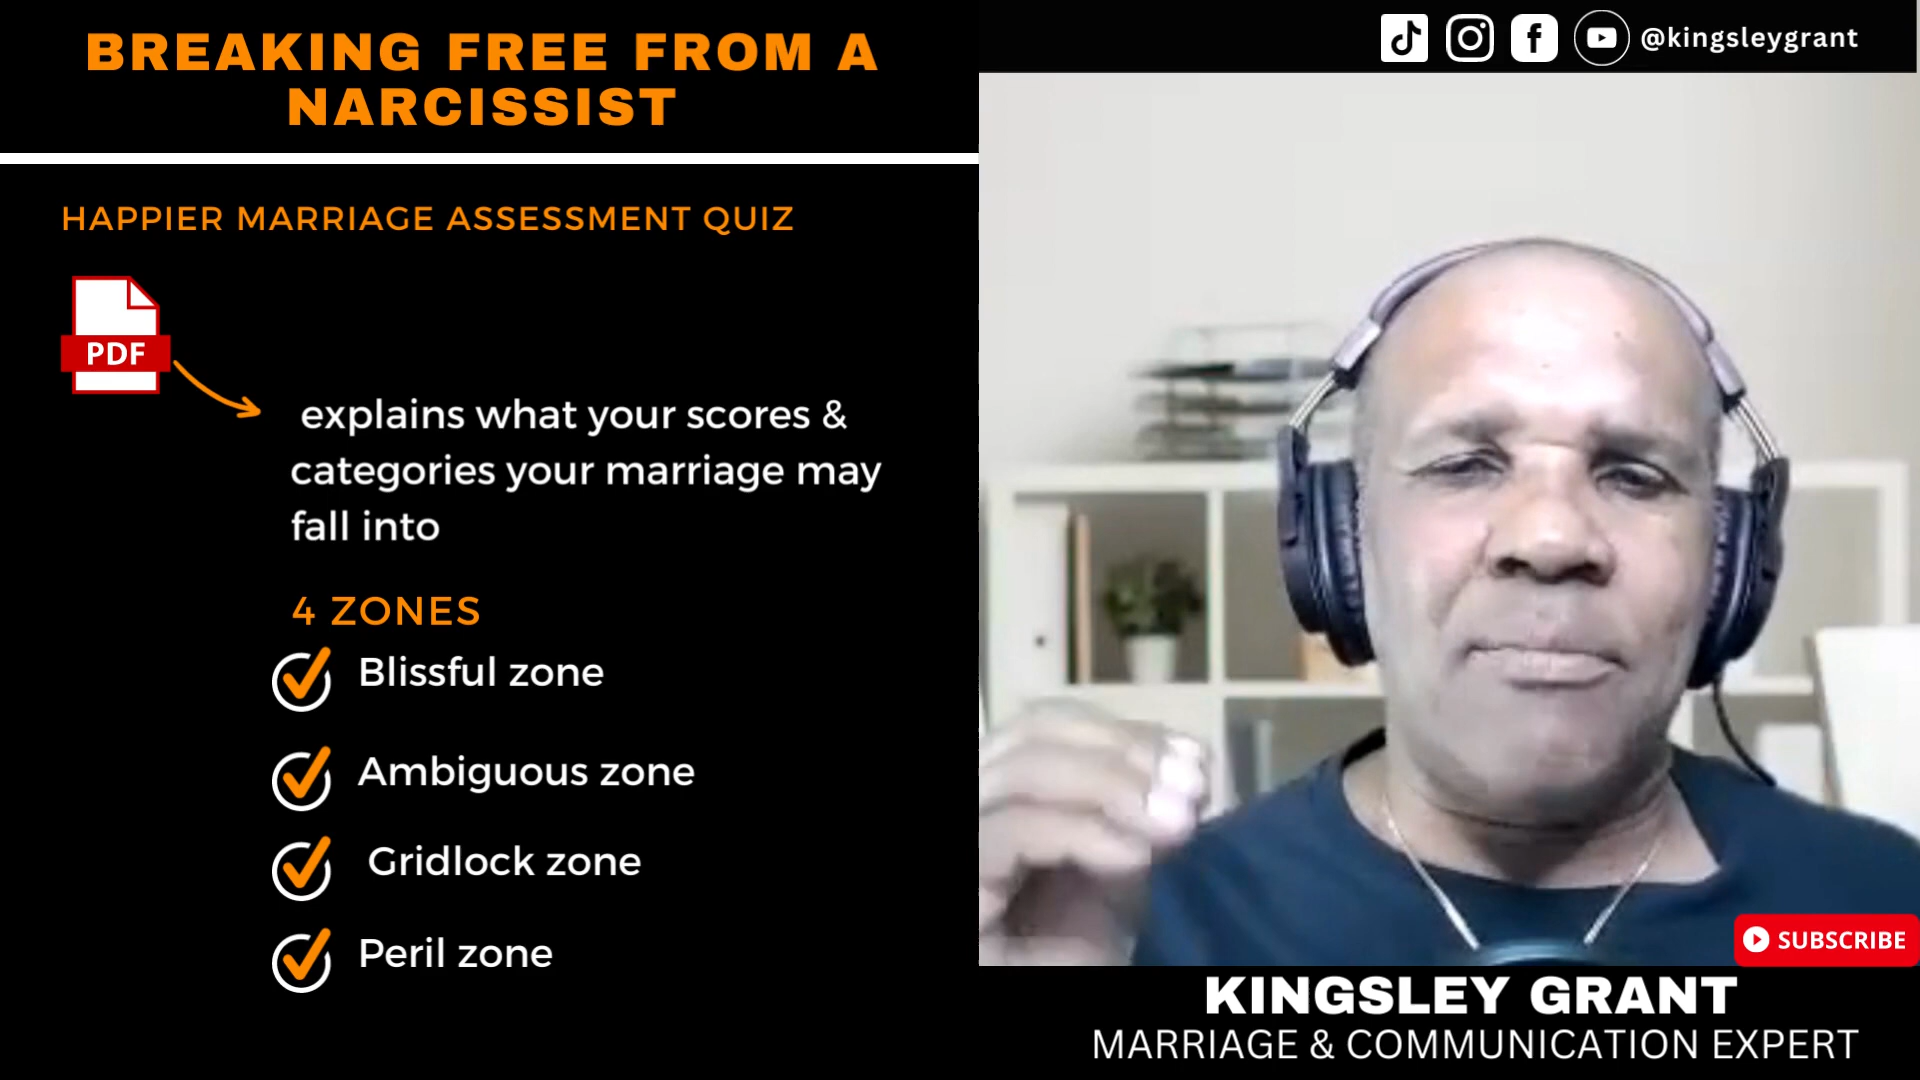 BREAKING FREE FROM A
NARCISSIST
@kingsleygrant
HAPPIER MARRIAGE ASSESSMENT QUIZ
PDF
explains what your scores &
categories your marriage may
fall into
4 ZONES
Blissful zone
Ambiguous zone
Gridlock zone
Peril zone
SUBSCRIBE
KINGSLEY GRANT
MARRIAGE & COMMUNICATION EXPERT